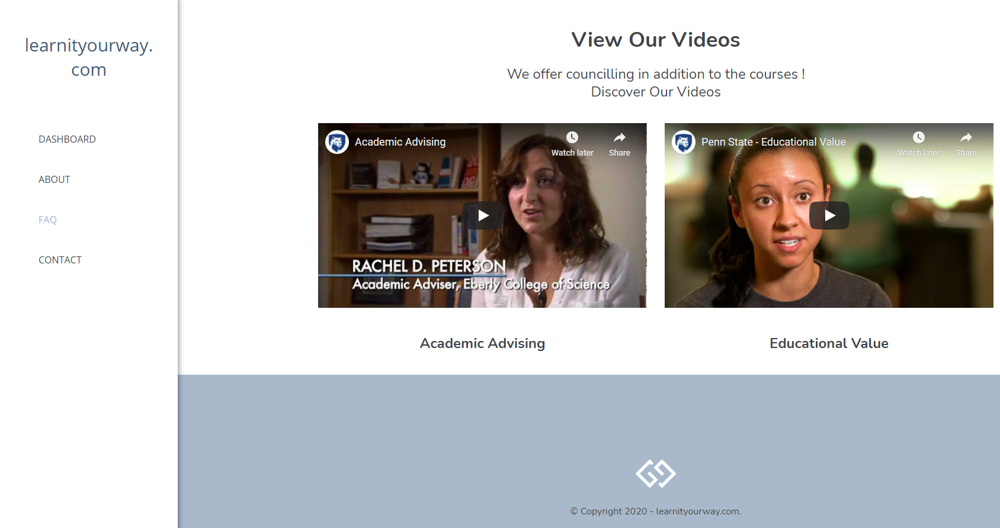 learnityourway.
com
DASHBOARD
ABOUT
FAQ
CONTACT
View Our Videos
We offer councilling in addition to the courses !
Discover Our Videos
Academic Advising
Watch later
Share
RACHEL D. PETERSON
Academic Adviser, Eberly College of Science
Penn State - Educational Value
Watch later
Share
Academic Advising
Educational Value
© Copyright 2020 - learnityourway.com.